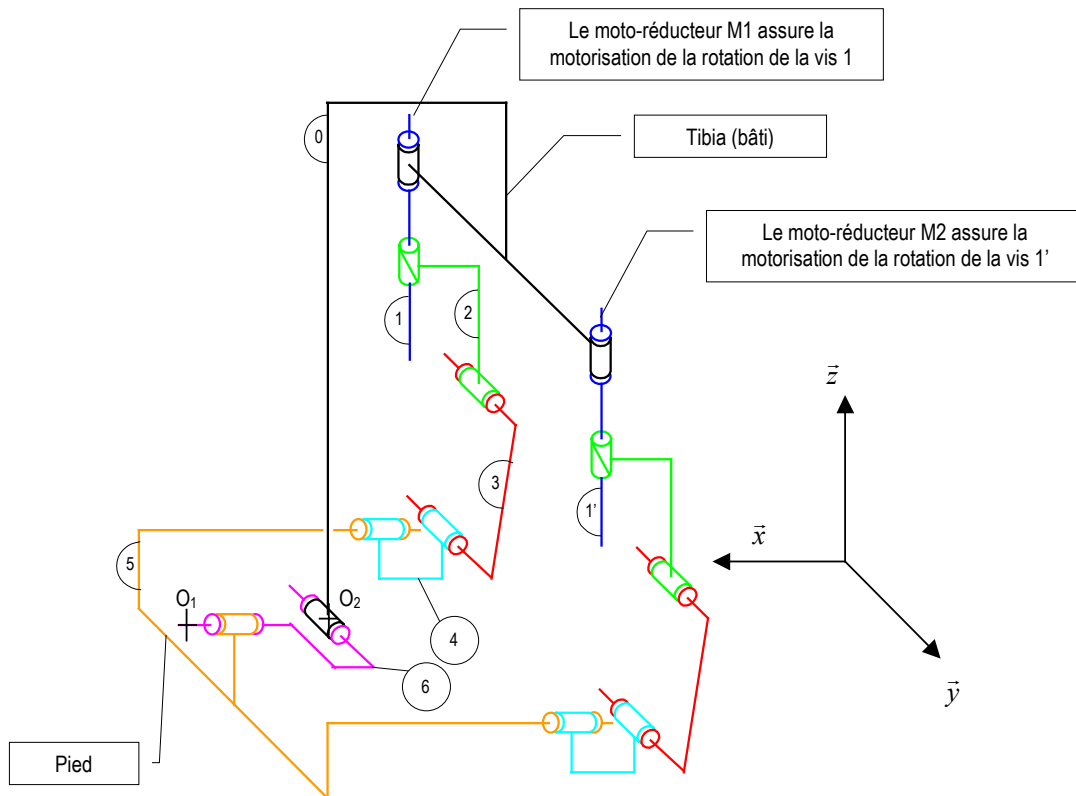 Le moto-réducteur M1 assure la
motorisation de la rotation de la vis 1
0
Tibia (bâti)
Le moto-réducteur M2 assure la
motorisation de la rotation de la vis 1’
1
2
z
3
1’
x
5
O1
O2
4
6
y
Pied